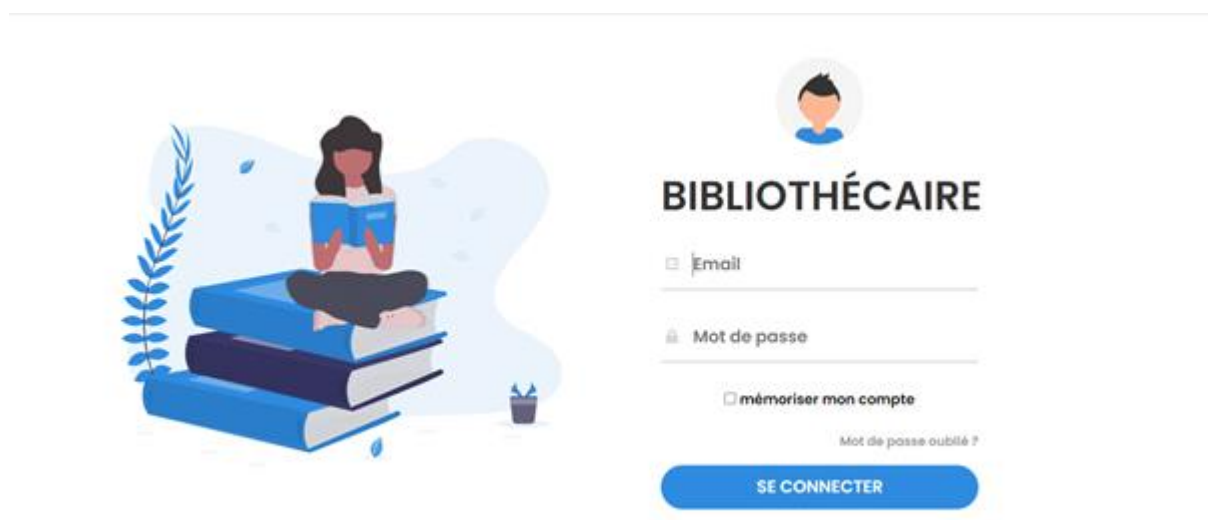 BIBLIOTHÉCAIRE
Email
Mot de passe
mémoriser mon compte
Mot de passe oublié ?
SE CONNECTER